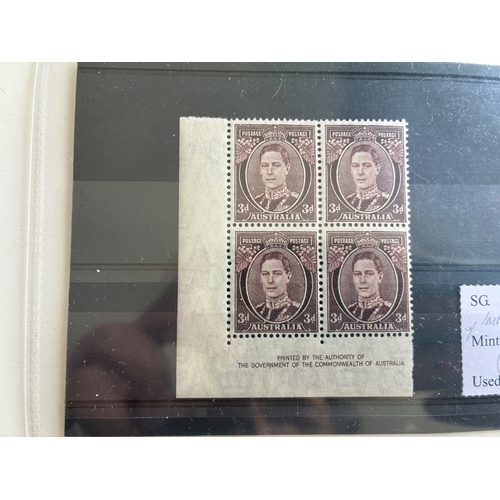 POSTAGE POSTAGE POSTAGE POSTAGE
3d 3d 3d 3d
AUSTRALIA AUSTRALIA
POSTAGE POSTAGE POSTAGE POSTAGE
3d 3d 3d 3d
AUSTRALIA AUSTRALIA
PRINTED BY THE AUTHORITY OF
THE GOVERNMENT OF THE COMMONWEALTH OF AUSTRALIA
SG.
Mint
Used